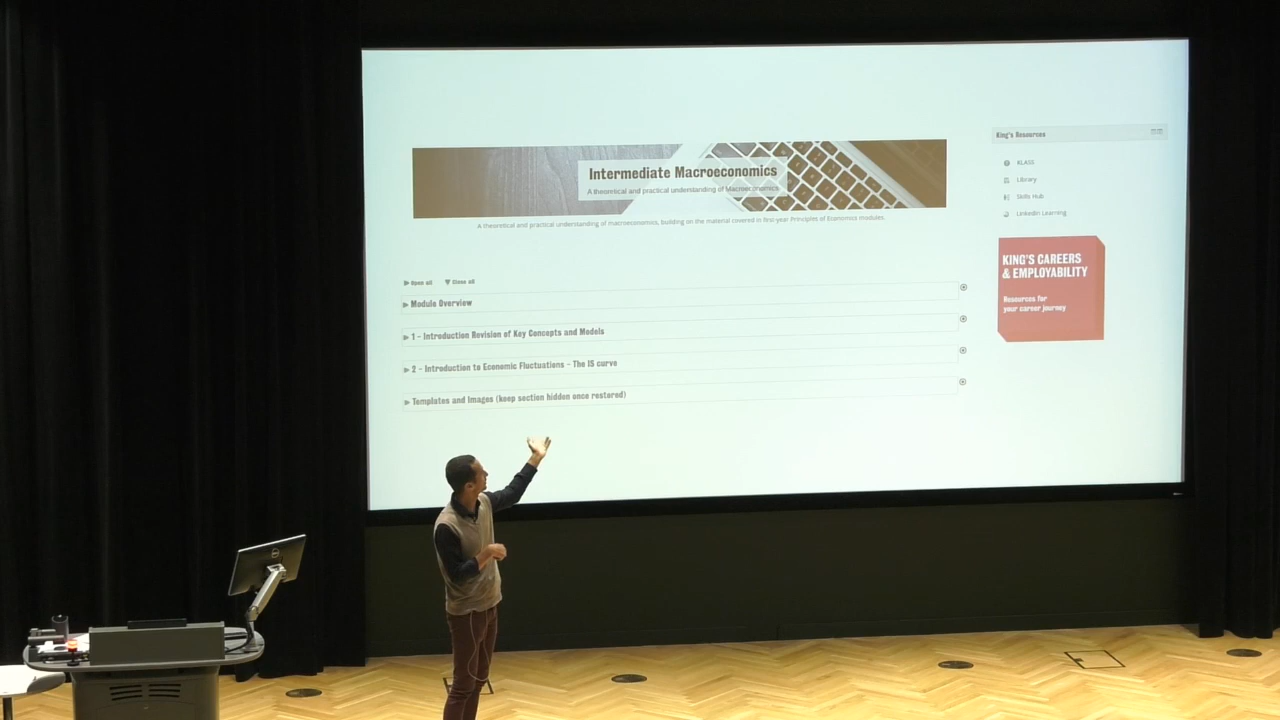 Intermediate Macroeconomics
A theoretical and practical understanding of Macroeconomics
A theoretical and practical understanding of macroeconomics, building on the material covered in first-year Principles of Economics modules.
Open all
Close all
Module Overview
1 - Introduction Revision of Key Concepts and Models
2 - Introduction to Economic Fluctuations - The IS curve
Templates and Images (keep section hidden once restored)
King's Resources
KLASS
Library
Skills Hub
LinkedIn Learning
KING'S CAREERS
& EMPLOYABILITY
Resources for
your career journey